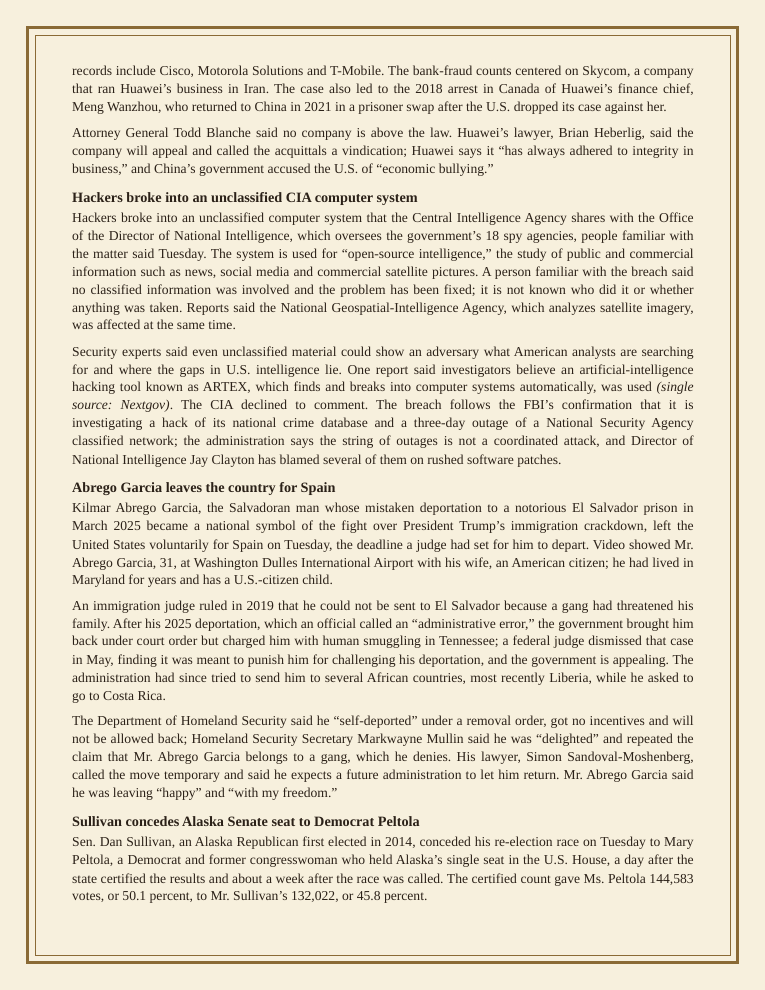 records include Cisco, Motorola Solutions and T-Mobile. The bank-fraud counts centered on Skycom, a company
that ran Huawei’s business in Iran. The case also led to the 2018 arrest in Canada of Huawei’s finance chief,
Meng Wanzhou, who returned to China in 2021 in a prisoner swap after the U.S. dropped its case against her.
Attorney General Todd Blanche said no company is above the law. Huawei’s lawyer, Brian Heberlig, said the
company will appeal and called the acquittals a vindication; Huawei says it “has always adhered to integrity in
business,” and China’s government accused the U.S. of “economic bullying.”
Hackers broke into an unclassified CIA computer system
Hackers broke into an unclassified computer system that the Central Intelligence Agency shares with the Office
of the Director of National Intelligence, which oversees the government’s 18 spy agencies, people familiar with
the matter said Tuesday. The system is used for “open-source intelligence,” the study of public and commercial
information such as news, social media and commercial satellite pictures. A person familiar with the breach said
no classified information was involved and the problem has been fixed; it is not known who did it or whether
anything was taken. Reports said the National Geospatial-Intelligence Agency, which analyzes satellite imagery,
was affected at the same time.
Security experts said even unclassified material could show an adversary what American analysts are searching
for and where the gaps in U.S. intelligence lie. One report said investigators believe an artificial-intelligence
hacking tool known as ARTEX, which finds and breaks into computer systems automatically, was used (single
source: Nextgov). The CIA declined to comment. The breach follows the FBI’s confirmation that it is
investigating a hack of its national crime database and a three-day outage of a National Security Agency
classified network; the administration says the string of outages is not a coordinated attack, and Director of
National Intelligence Jay Clayton has blamed several of them on rushed software patches.
Abrego Garcia leaves the country for Spain
Kilmar Abrego Garcia, the Salvadoran man whose mistaken deportation to a notorious El Salvador prison in
March 2025 became a national symbol of the fight over President Trump’s immigration crackdown, left the
United States voluntarily for Spain on Tuesday, the deadline a judge had set for him to depart. Video showed Mr.
Abrego Garcia, 31, at Washington Dulles International Airport with his wife, an American citizen; he had lived in
Maryland for years and has a U.S.-citizen child.
An immigration judge ruled in 2019 that he could not be sent to El Salvador because a gang had threatened his
family. After his 2025 deportation, which an official called an “administrative error,” the government brought him
back under court order but charged him with human smuggling in Tennessee; a federal judge dismissed that case
in May, finding it was meant to punish him for challenging his deportation, and the government is appealing. The
administration had since tried to send him to several African countries, most recently Liberia, while he asked to
go to Costa Rica.
The Department of Homeland Security said he “self-deported” under a removal order, got no incentives and will
not be allowed back; Homeland Security Secretary Markwayne Mullin said he was “delighted” and repeated the
claim that Mr. Abrego Garcia belongs to a gang, which he denies. His lawyer, Simon Sandoval-Moshenberg,
called the move temporary and said he expects a future administration to let him return. Mr. Abrego Garcia said
he was leaving “happy” and “with my freedom.”
Sullivan concedes Alaska Senate seat to Democrat Peltola
Sen. Dan Sullivan, an Alaska Republican first elected in 2014, conceded his re-election race on Tuesday to Mary
Peltola, a Democrat and former congresswoman who held Alaska’s single seat in the U.S. House, a day after the
state certified the results and about a week after the race was called. The certified count gave Ms. Peltola 144,583
votes, or 50.1 percent, to Mr. Sullivan’s 132,022, or 45.8 percent.